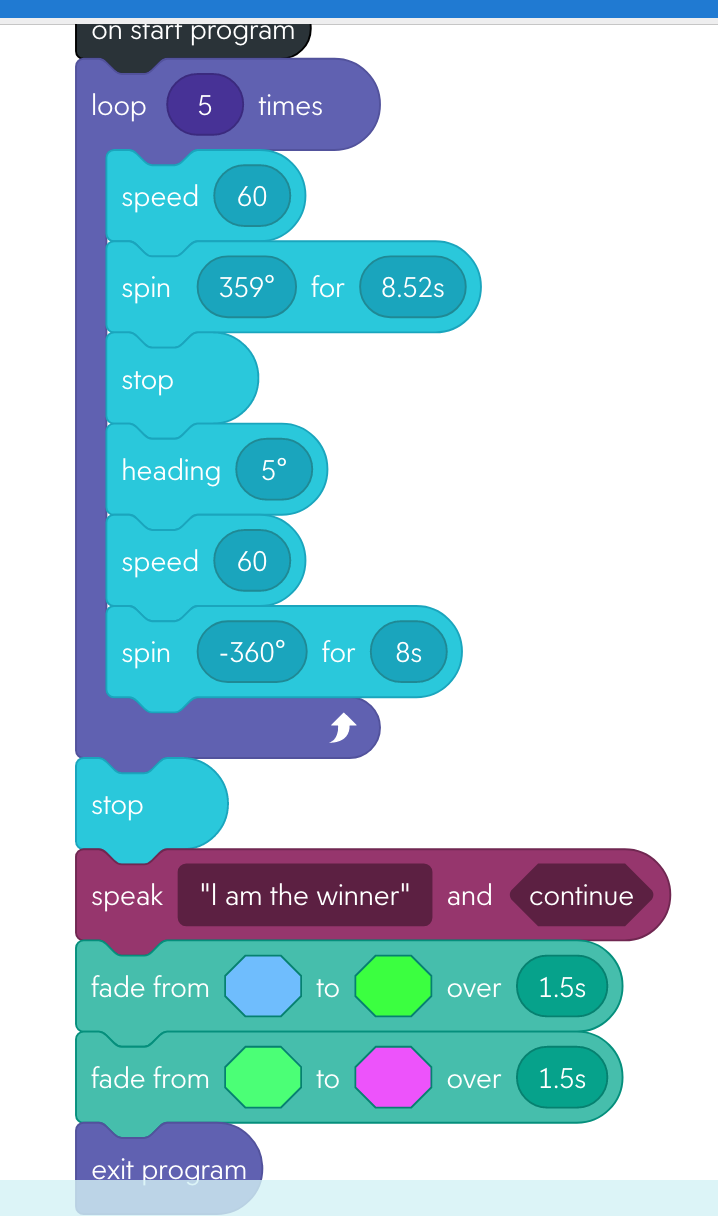 on start program
loop 5 times
speed 60
spin 359° for 8.52s
stop
heading 5°
speed 60
spin -360° for 8s
stop
speak "I am the winner" and continue
fade from to over 1.5s
fade from to over 1.5s
exit program